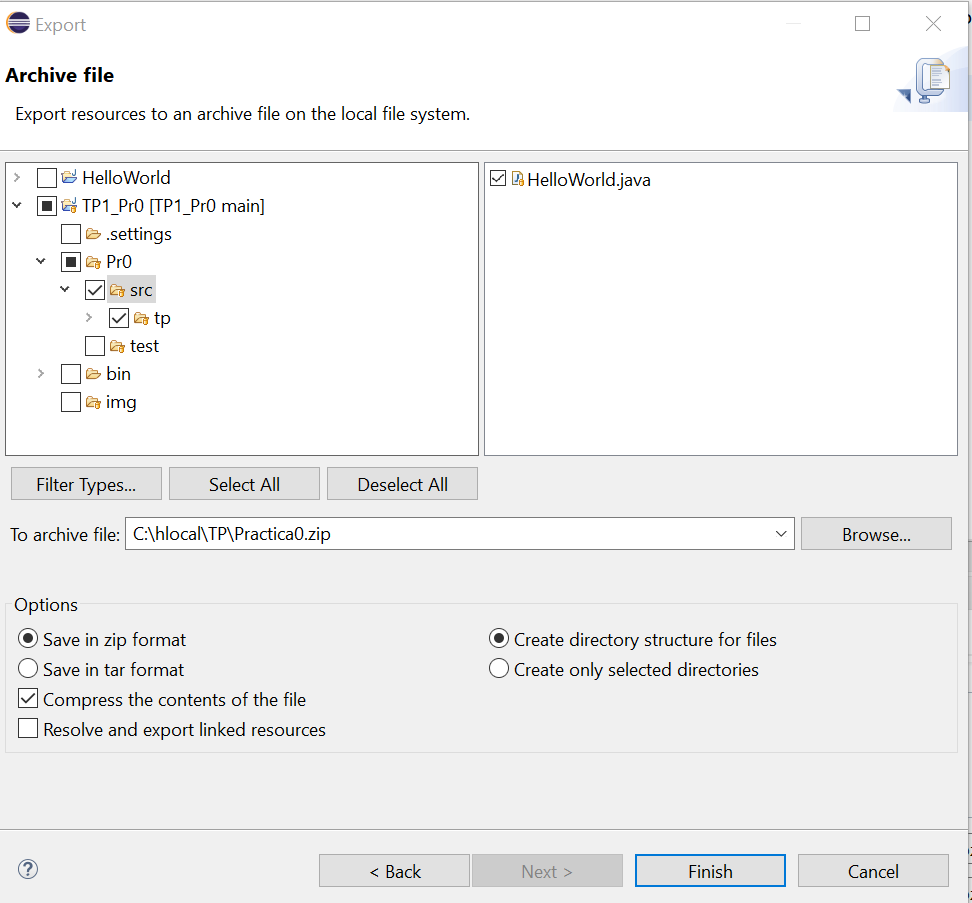 Export
Archive file
Export resources to an archive file on the local file system.
HelloWorld
TP1_Pr0 [TP1_Pr0 main]
.settings
Pr0
src
tp
test
bin
img
HelloWorld.java
Filter Types...
Select All
Deselect All
To archive file:
C:\hlocal\TP\Practica0.zip
Browse...
Options
Save in zip format
Save in tar format
Compress the contents of the file
Resolve and export linked resources
Create directory structure for files
Create only selected directories
?
< Back
Next >
Finish
Cancel